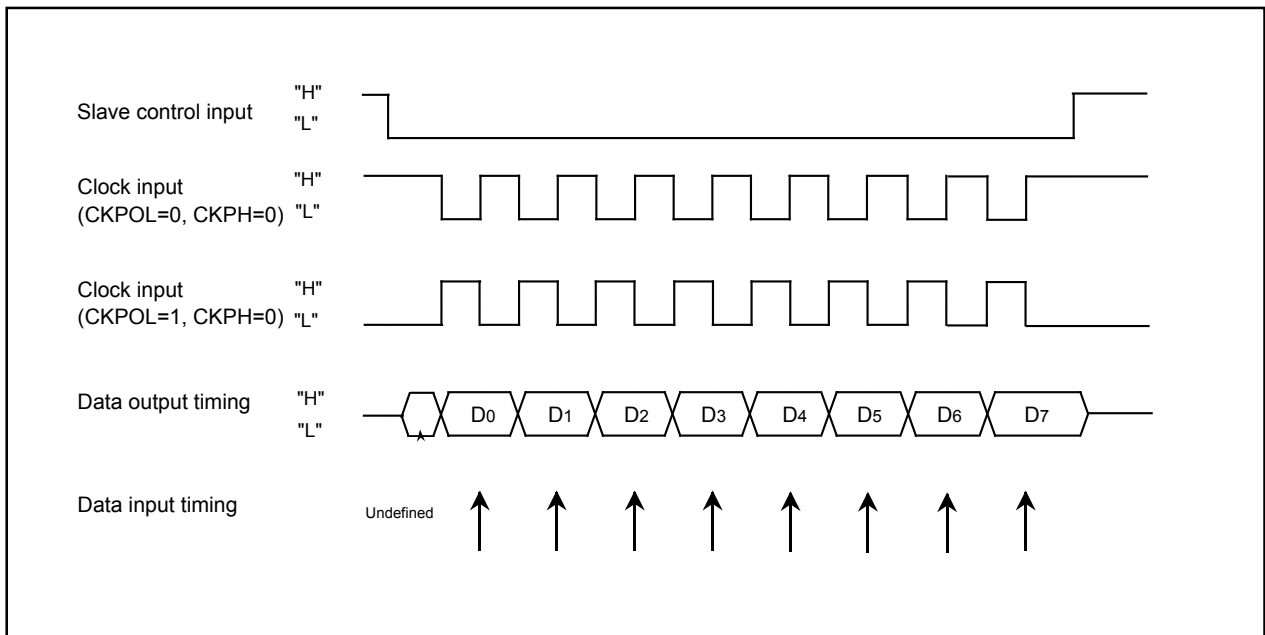 Slave control input "H"
"L"
Clock input "H"
(CKPOL=0, CKPH=0) "L"
Clock input "H"
(CKPOL=1, CKPH=0) "L"
Data output timing "H"
"L"
D0 D1 D2 D3 D4 D5 D6 D7
Data input timing
Undefined